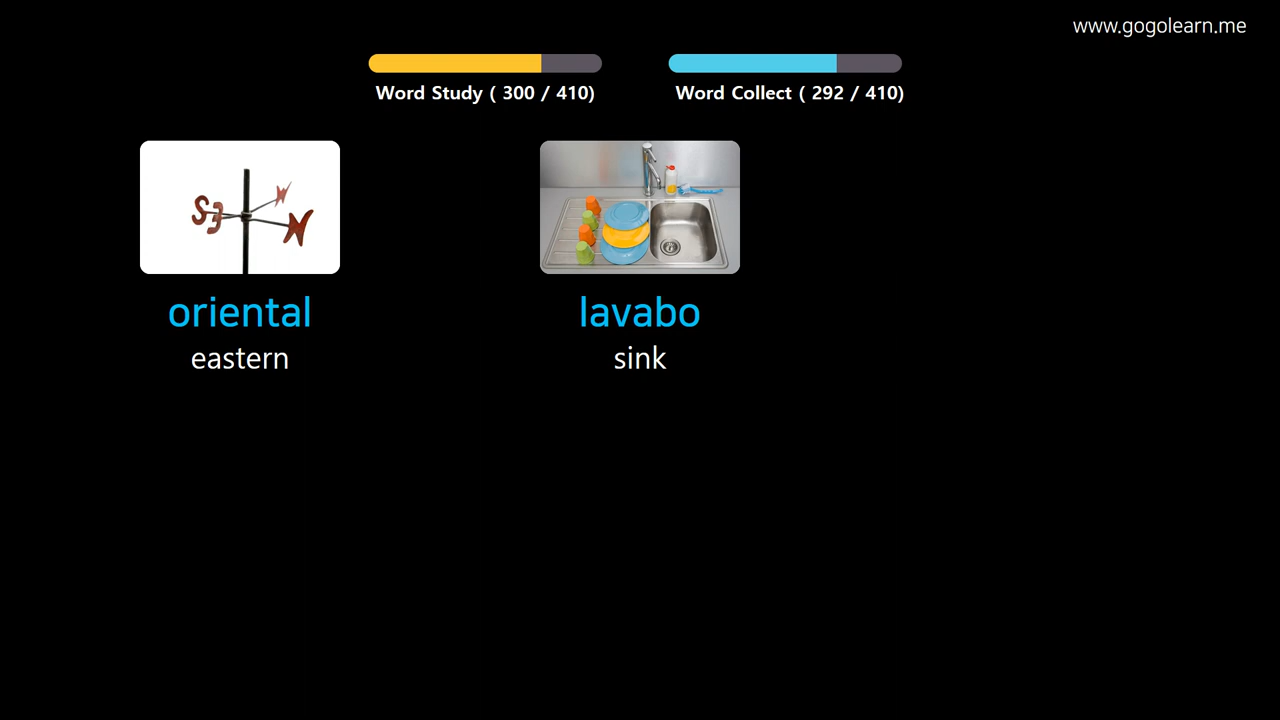 www.gogolearn.me
Word Study ( 300 / 410)
Word Collect ( 292 / 410)
oriental
lavabo
eastern
sink